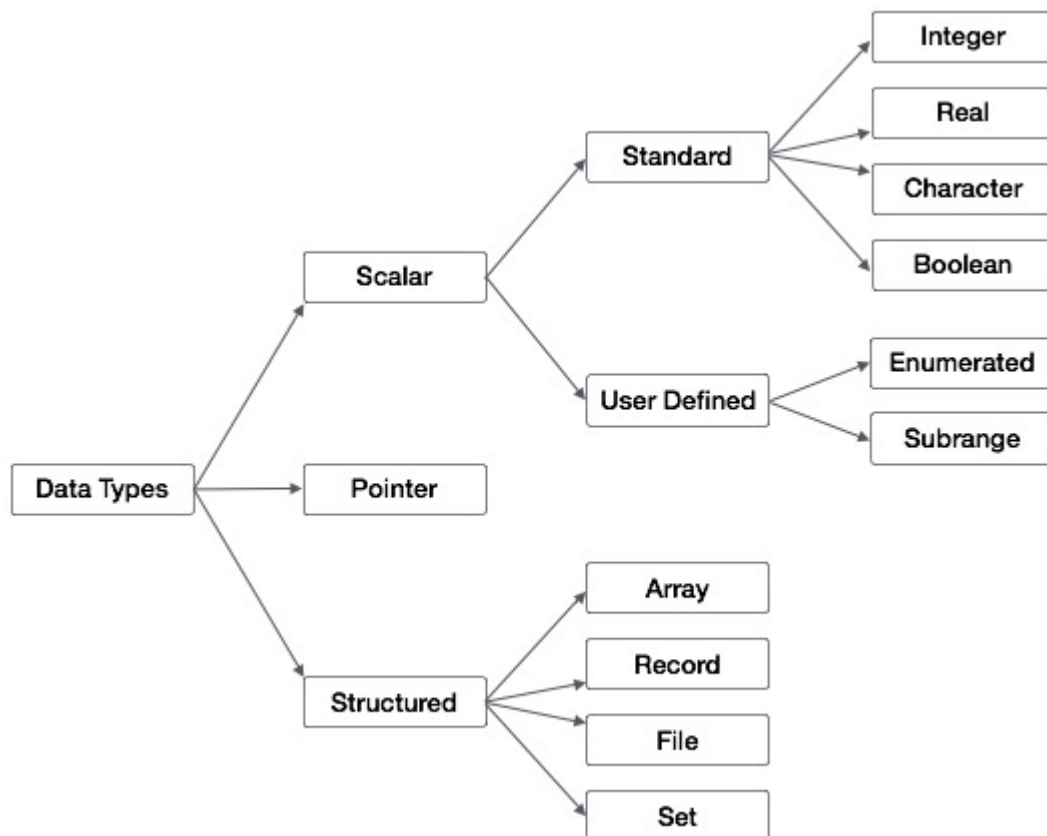 Integer
Real
Standard
Character
Scalar
Boolean
Enumerated
User Defined
Subrange
Data Types
Pointer
Array
Record
Structured
File
Set